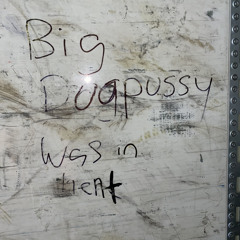 Big
Dogpussy
was in
heat